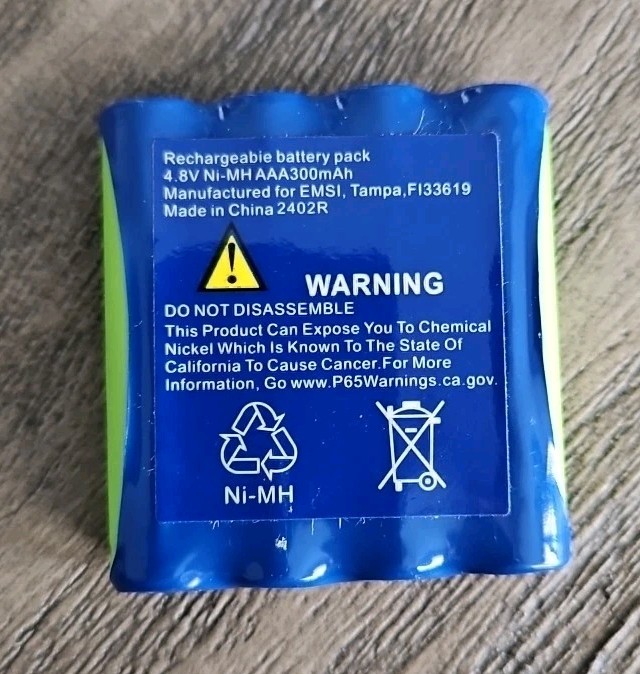 Rechargeabie battery pack
4.8V Ni-MH AAA300mAh
Manufactured for EMSI, Tampa,Fl33619
Made in China 2402R
WARNING
DO NOT DISASSEMBLE
This Product Can Expose You To Chemical
Nickel Which Is Known To The State Of
California To Cause Cancer.For More
Information, Go www.P65Warnings.ca.gov.
Ni-MH